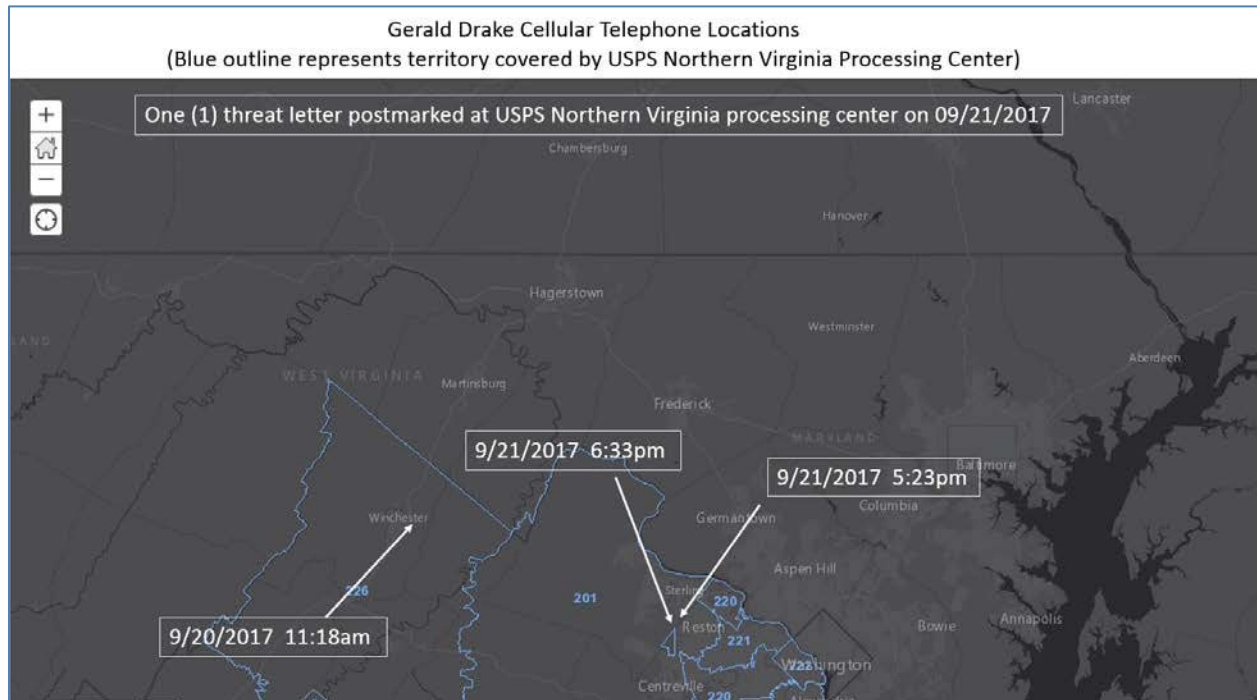 Gerald Drake Cellular Telephone Locations
(Blue outline represents territory covered by USPS Northern Virginia Processing Center)
One (1) threat letter postmarked at USPS Northern Virginia processing center on 09/21/2017
Lancaster
Chambersburg
Hanover
Hagerstown
Westminster
LAND
Aberdeen
WEST VIRGINIA
Martinsburg
Frederick
MARYLAND
9/21/2017 6:33pm
Baltimore
9/21/2017 5:23pm
Columbia
Winchester
Germantown
Aspen Hill
226
201
Sterling
220
9/20/2017 11:18am
Reston
221
Bowie
Annapolis
222
Washington
Centreville
220